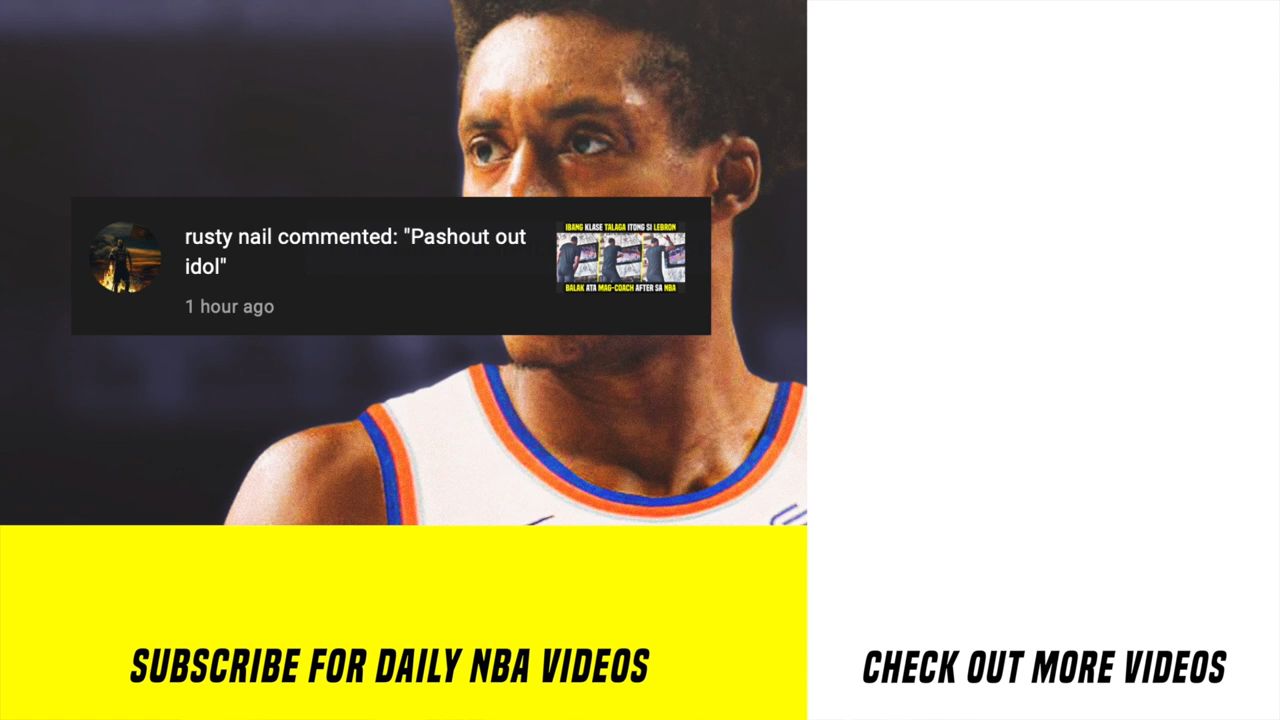 rusty nail commented: "Pashout out
idol"
1 hour ago
IBANG KLASE TALAGA ITONG SI LEBRON
BALAK ATA MAG-COACH AFTER SA NBA
SUBSCRIBE FOR DAILY NBA VIDEOS
CHECK OUT MORE VIDEOS